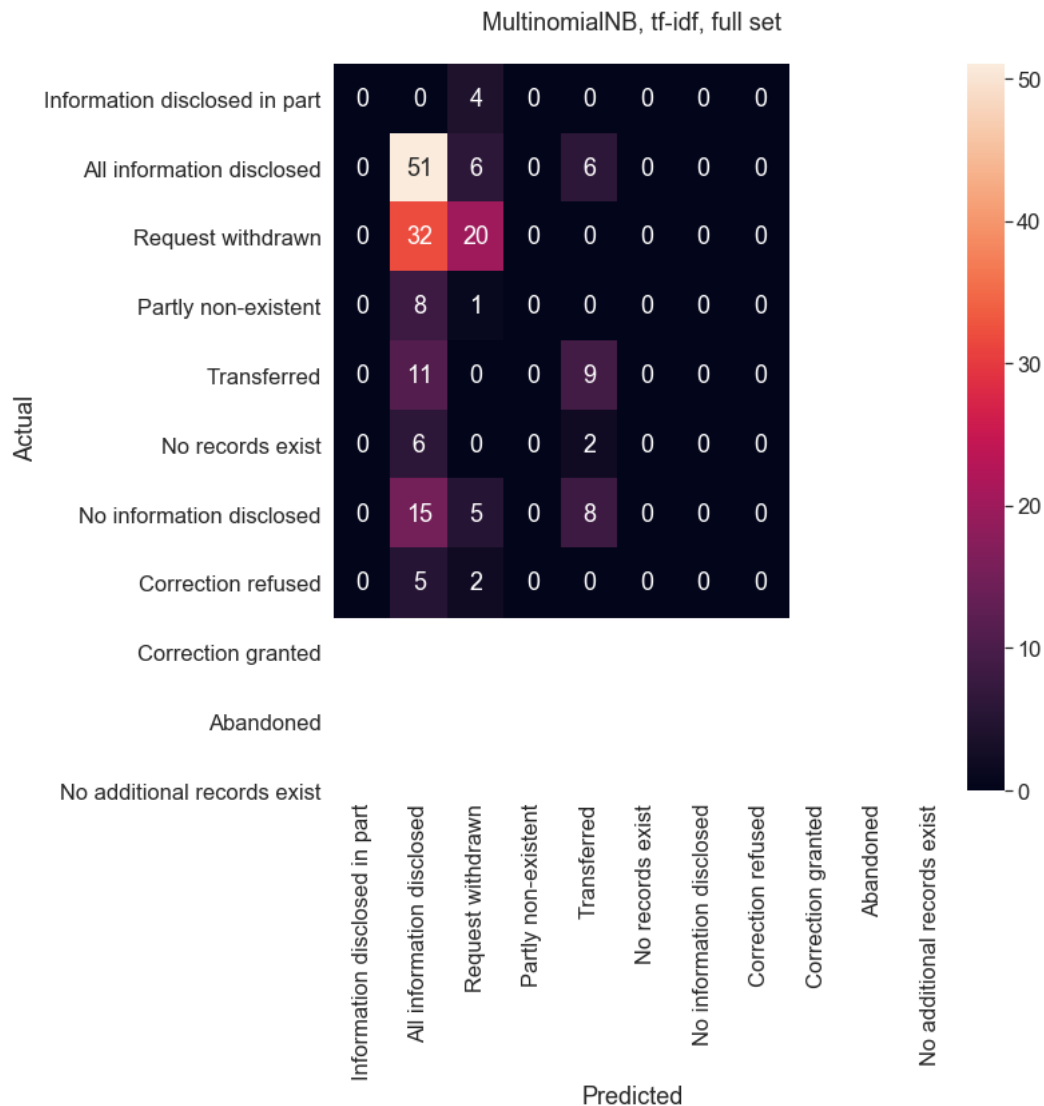 MultinomialNB, tf-idf, full set
Information disclosed in part 0 0 4 0 0 0 0 0
All information disclosed 0 51 6 0 6 0 0 0
Request withdrawn 0 32 20 0 0 0 0 0
Partly non-existent 0 8 1 0 0 0 0 0
Transferred 0 11 0 0 9 0 0 0
No records exist 0 6 0 0 2 0 0 0
No information disclosed 0 15 5 0 8 0 0 0
Correction refused 0 5 2 0 0 0 0 0
Correction granted
Abandoned
No additional records exist
Actual
Information disclosed in part
All information disclosed
Request withdrawn
Partly non-existent
Transferred
No records exist
No information disclosed
Correction refused
Correction granted
Abandoned
No additional records exist
Predicted
50
40
30
20
10
0